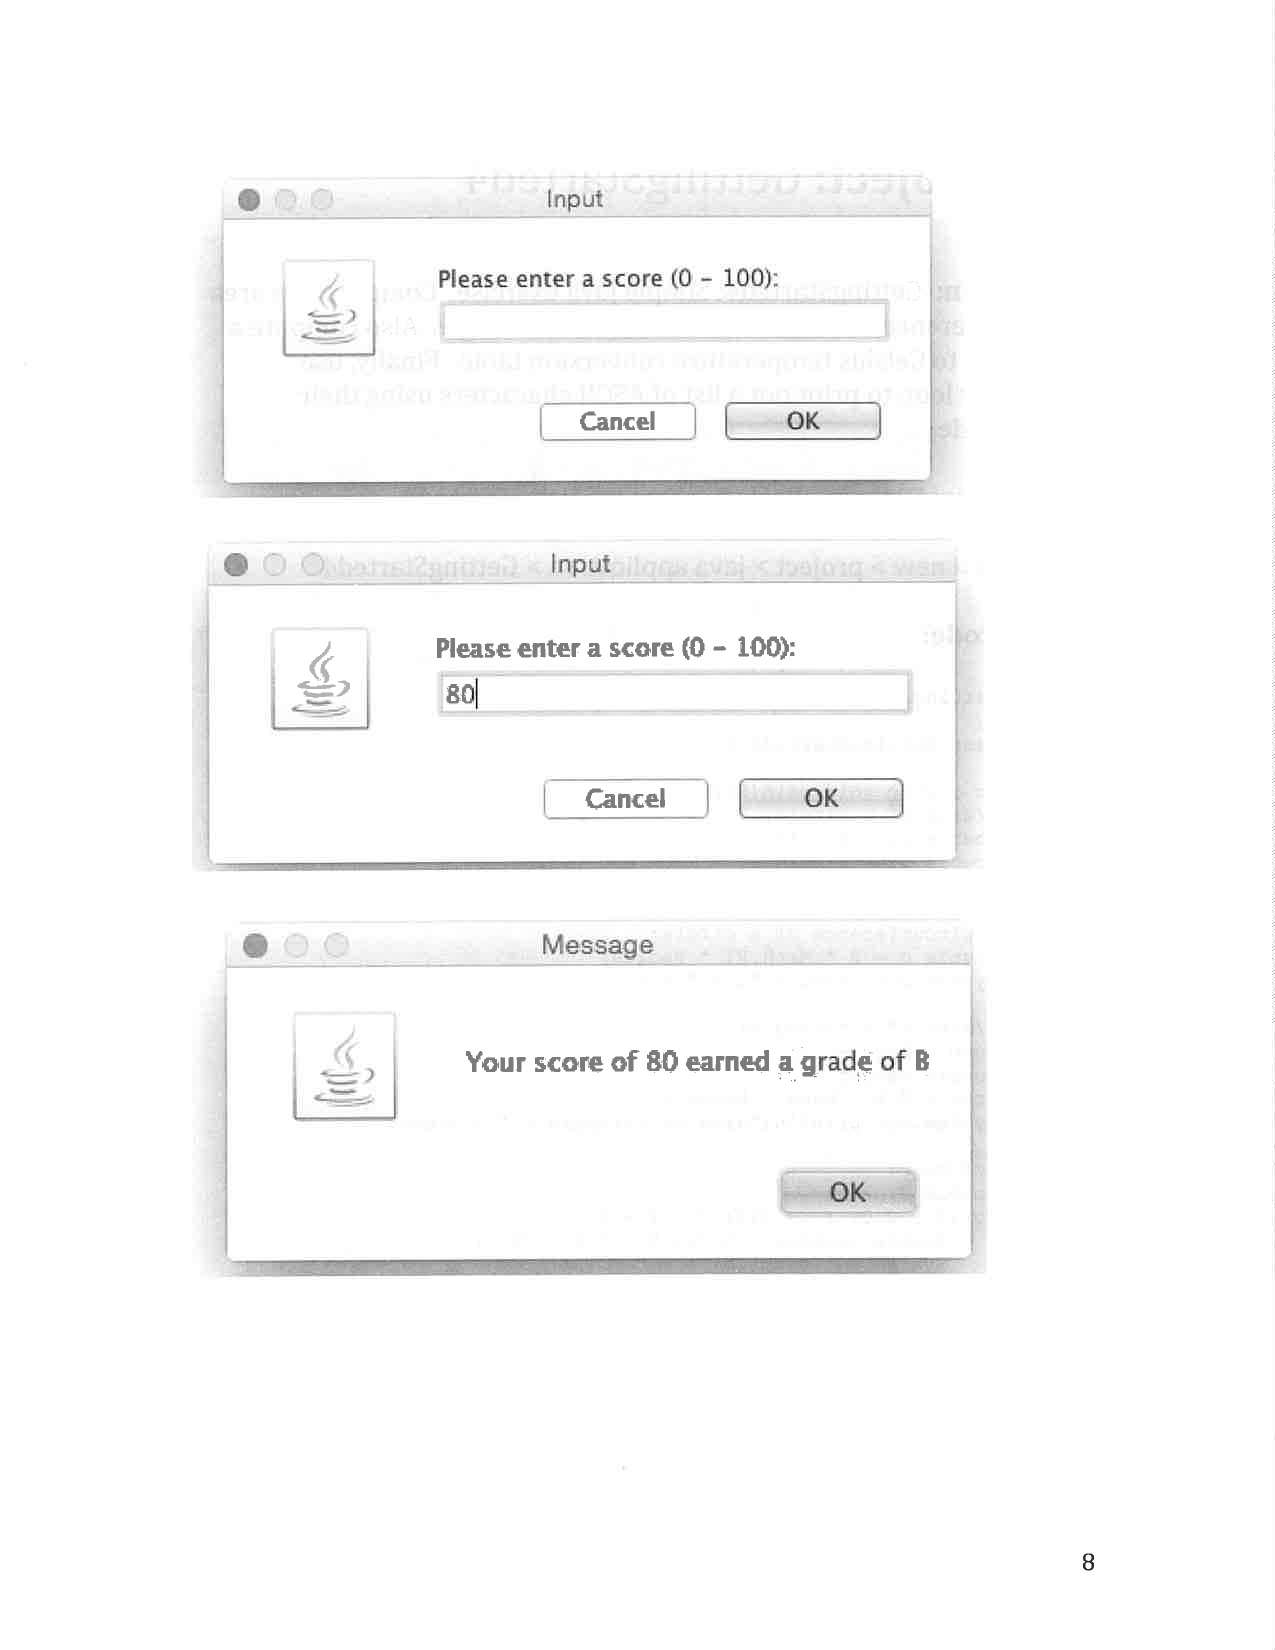 Input
Please enter a score (0 - 100):
Cancel OK
Input
Please enter a score (0 - 100):
80
Cancel OK
Message
Your score of 80 earned a grade of B
OK
8